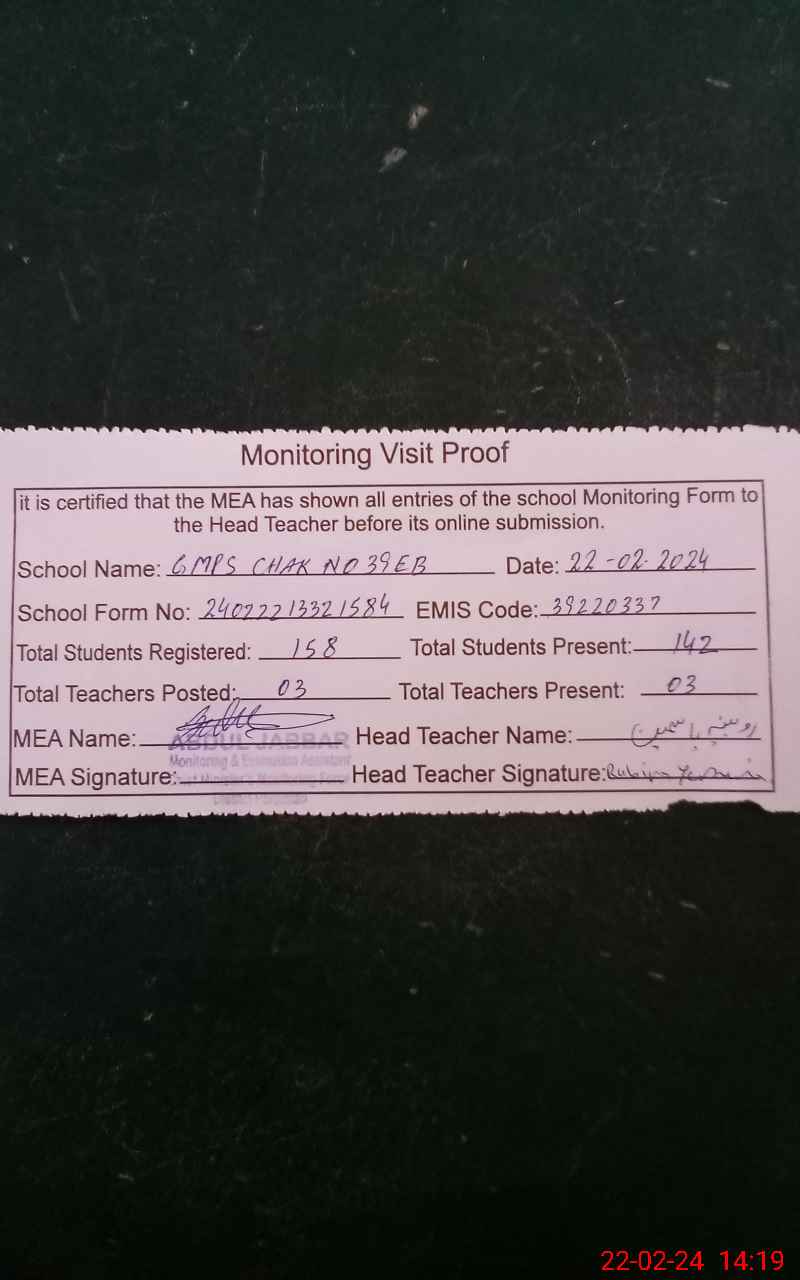 Monitoring Visit Proof
it is certified that the MEA has shown all entries of the school Monitoring Form to
the Head Teacher before its online submission.
School Name: GMPS CHAK NO 39EB Date: 22-02-2024
School Form No: 24022213321584 EMIS Code: 39220337
Total Students Registered: 158 Total Students Present: 142
Total Teachers Posted: 03 Total Teachers Present: 03
MEA Name: ABDUL JABBAR Head Teacher Name: روبینہ یاسمین
Monitoring & Evaluation Assistant
MEA Signature: Head Teacher Signature: Rubina Yasmin
22-02-24 14:19